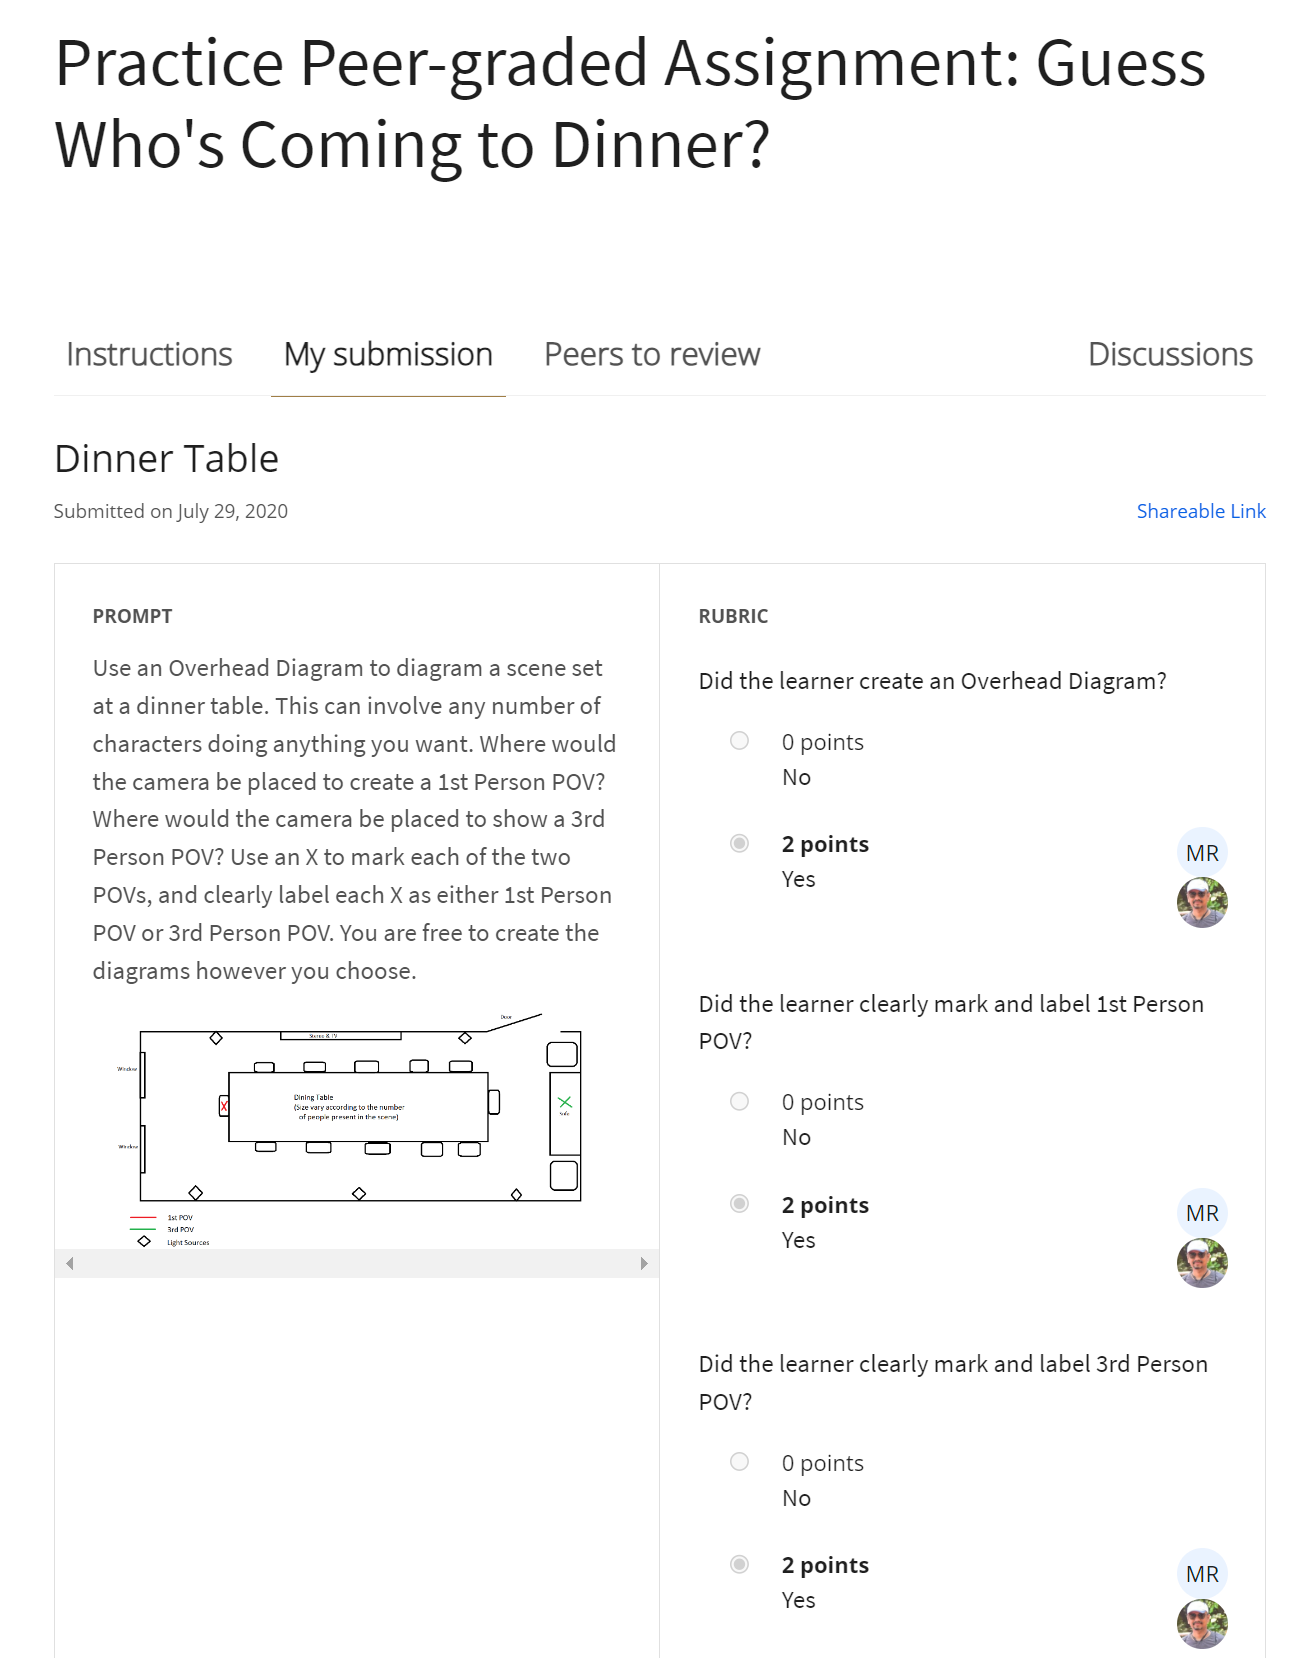 Practice Peer-graded Assignment: Guess
Who's Coming to Dinner?
Instructions
My submission
Peers to review
Discussions
Dinner Table
Submitted on July 29, 2020
Shareable Link
PROMPT
Use an Overhead Diagram to diagram a scene set
at a dinner table. This can involve any number of
characters doing anything you want. Where would
the camera be placed to create a 1st Person POV?
Where would the camera be placed to show a 3rd
Person POV? Use an X to mark each of the two
POVs, and clearly label each X as either 1st Person
POV or 3rd Person POV. You are free to create the
diagrams however you choose.
Door
Stereo & TV
Window
Window
X
Dining Table
(Size vary according to the number
of people present in the scene)
X
Sofa
1st POV
3rd POV
Light Sources
RUBRIC
Did the learner create an Overhead Diagram?
0 points
No
2 points
Yes
MR
Did the learner clearly mark and label 1st Person
POV?
0 points
No
2 points
Yes
MR
Did the learner clearly mark and label 3rd Person
POV?
0 points
No
2 points
Yes
MR